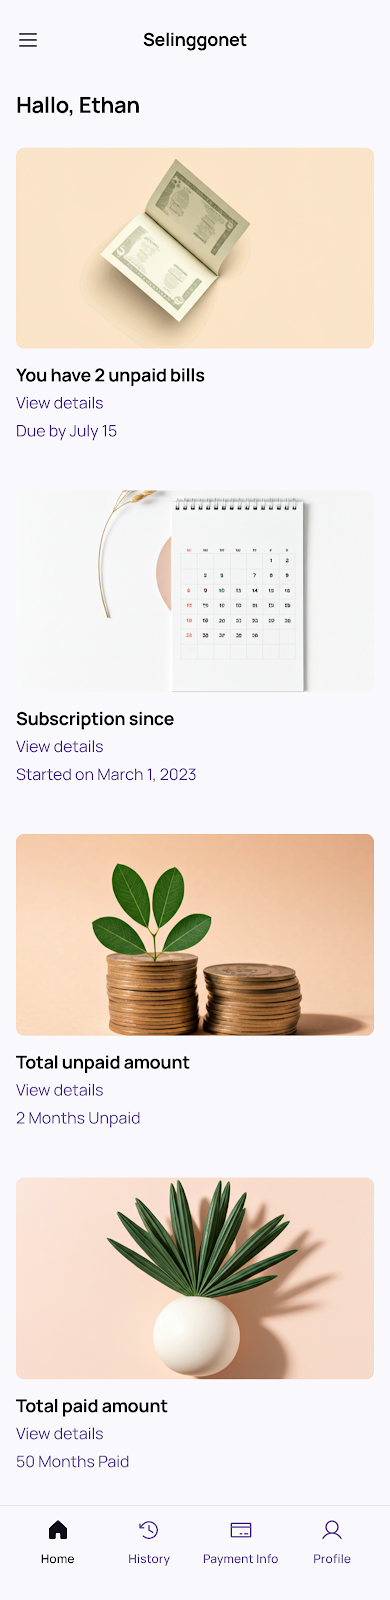 Selinggonet
Hallo, Ethan
You have 2 unpaid bills
View details
Due by July 15
Subscription since
View details
Started on March 1, 2023
Total unpaid amount
View details
2 Months Unpaid
Total paid amount
View details
50 Months Paid
Home
History
Payment Info
Profile